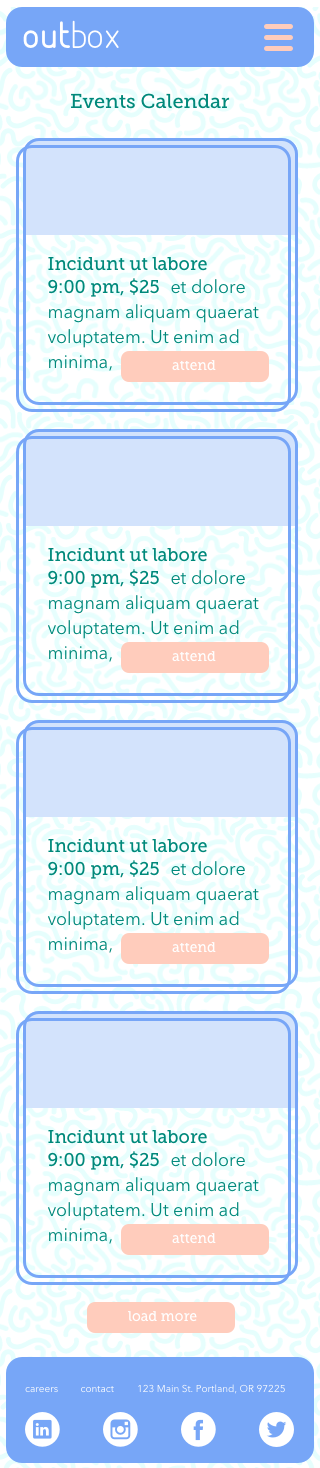 outbox
Events Calendar
Incidunt ut labore
9:00 pm, $25 et dolore
magnam aliquam quaerat
voluptatem. Ut enim ad
minima, attend
Incidunt ut labore
9:00 pm, $25 et dolore
magnam aliquam quaerat
voluptatem. Ut enim ad
minima, attend
Incidunt ut labore
9:00 pm, $25 et dolore
magnam aliquam quaerat
voluptatem. Ut enim ad
minima, attend
Incidunt ut labore
9:00 pm, $25 et dolore
magnam aliquam quaerat
voluptatem. Ut enim ad
minima, attend
load more
careers contact 123 Main St. Portland, OR 97225